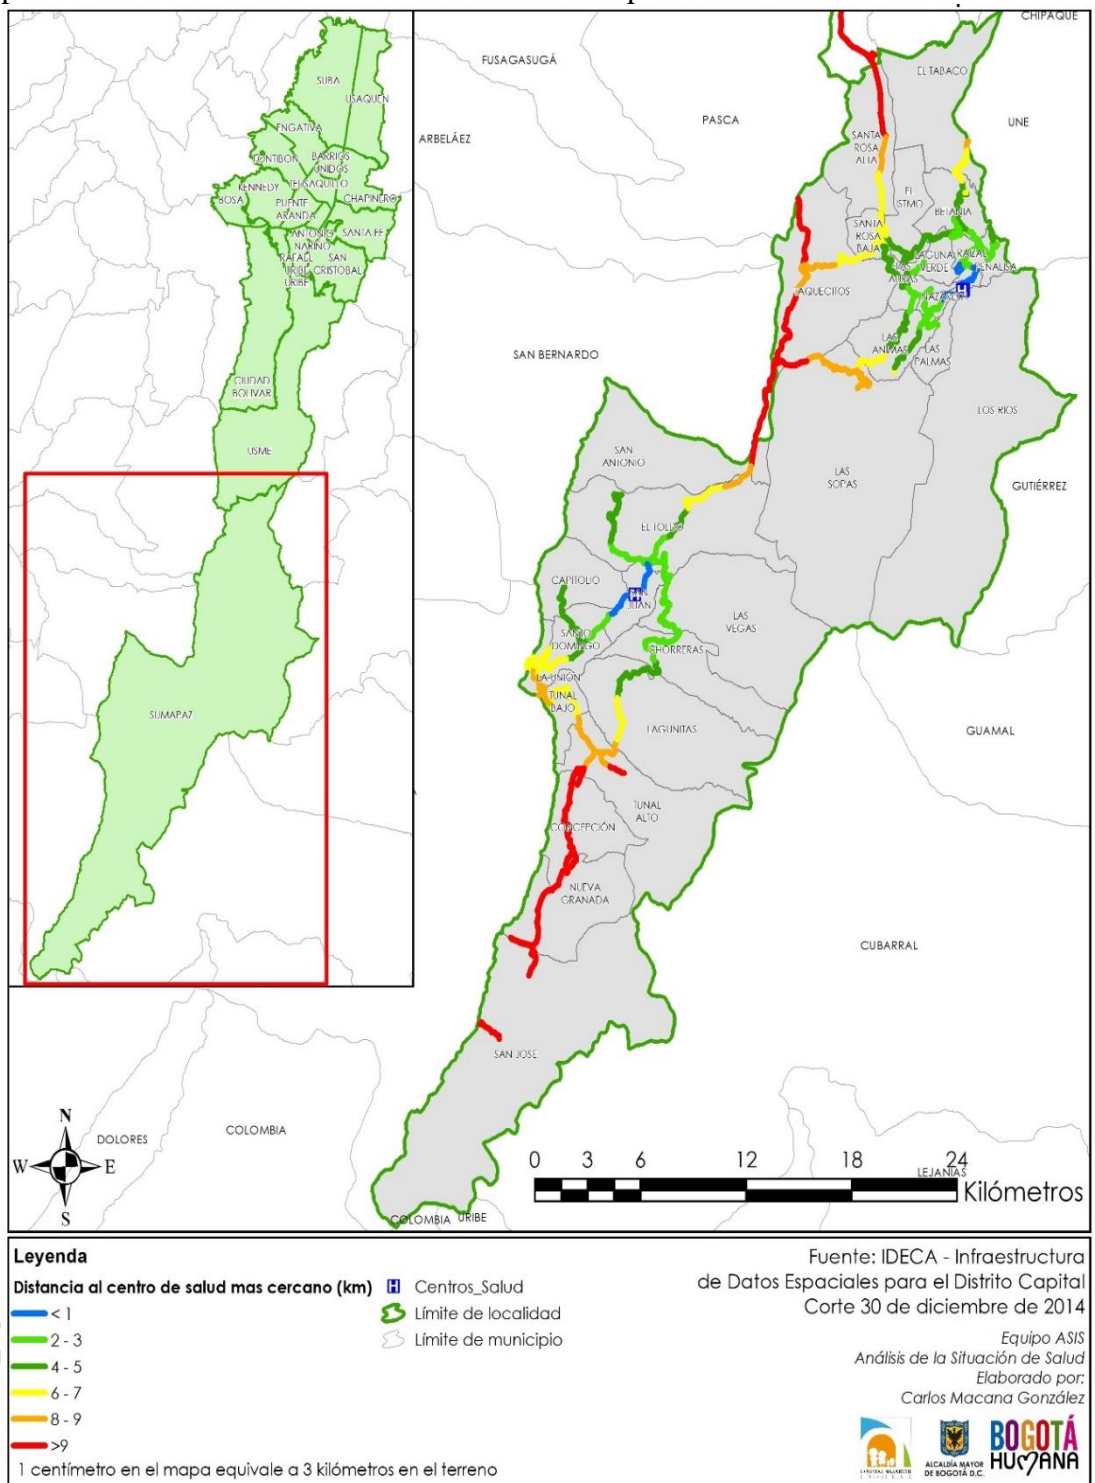 CHIPAQUE
FUSAGASUGÁ
EL TABACO
SUBA
USAQUEN
PASCA
UNE
ENGATIVA
ARBELÁEZ
SANTA
ROSA
ALTA
FONTIBON
BARRIOS
UNIDOS
TEUSAQUILLO
KENNEDY
BOSA
PUENTE
ARANDA
CHAPINERO
EL
ISTMO
BETANIA
ANTONIO
NARIÑO
SANTA FE
SANTA
ROSA
BAJA
RAFAEL
URIBE
URIBE
SAN
CRISTOBAL
LAGUNA
VERDE
RAIZAL
PEÑALISA
H
TAQUECITOS
NAZARETH
SAN BERNARDO
LAS
ANIMAS
LAS
PALMAS
CIUDAD
BOLIVAR
LOS RIOS
USME
SAN
ANTONIO
LAS
SOPAS
GUTIÉRREZ
EL TOLDO
CAPITOLIO
H
SAN
JUAN
LAS
VEGAS
SANTO
DOMINGO
CHORRERAS
LA UNION
TUNAL
BAJO
SUMAPAZ
LAGUNITAS
GUAMAL
TUNAL
ALTO
CONCEPCIÓN
NUEVA
GRANADA
CUBARRAL
SAN JOSE
N
W E
S
DOLORES
COLOMBIA
0 3 6 12 18 24
LEJANÍAS
Kilómetros
COLOMBIA URIBE
Leyenda
Distancia al centro de salud mas cercano (km)
< 1
2 - 3
4 - 5
6 - 7
8 - 9
>9
H Centros_Salud
Límite de localidad
Límite de municipio
1 centímetro en el mapa equivale a 3 kilómetros en el terreno
Fuente: IDECA - Infraestructura
de Datos Espaciales para el Distrito Capital
Corte 30 de diciembre de 2014
Equipo ASIS
Análisis de la Situación de Salud
Elaborado por:
Carlos Macana González
ALCALDÍA MAYOR
DE BOGOTÁ D.C.
BOGOTÁ
HUMANA